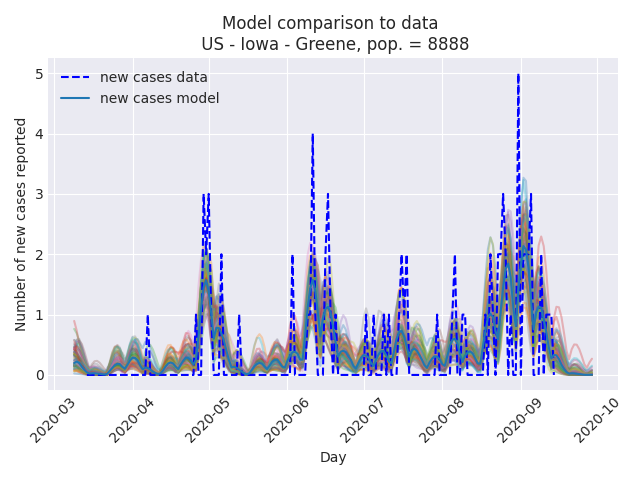 Model comparison to data
US - Iowa - Greene, pop. = 8888
new cases data
new cases model
Number of new cases reported
5
4
3
2
1
0
2020-03
2020-04
2020-05
2020-06
2020-07
2020-08
2020-09
2020-10
Day